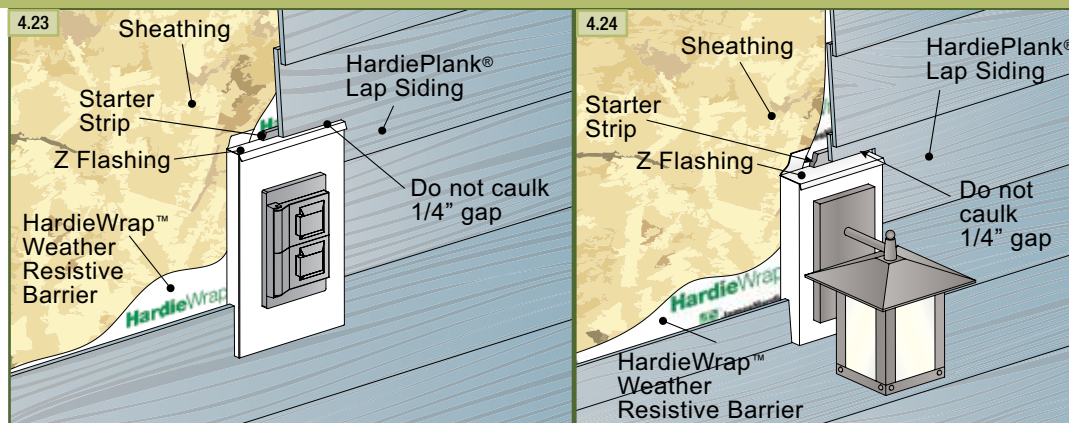 4.23
Sheathing
HardiePlank®
Lap Siding
Starter
Strip
Z Flashing
Do not caulk
1/4” gap
HardieWrap™
Weather
Resistive
Barrier
HardieWrap
4.24
Sheathing
HardiePlank®
Lap Siding
Starter
Strip
Z Flashing
Do not
caulk
1/4” gap
HardieWrap
HardieWrap™
Weather
Resistive Barrier